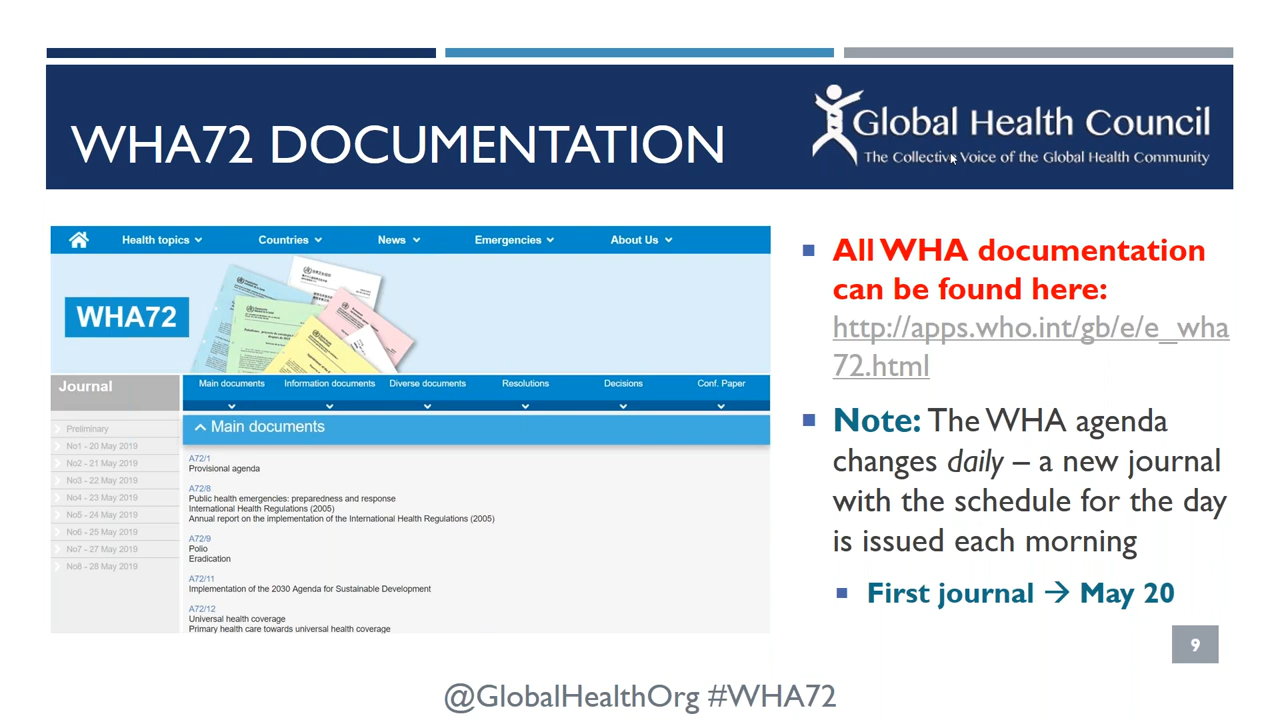 WHA72 DOCUMENTATION
Global Health Council
The Collective Voice of the Global Health Community
Health topics
Countries
News
Emergencies
About Us
WHA72
Journal
Main documents
Information documents
Diverse documents
Resolutions
Decisions
Conf. Paper
Preliminary
No1 - 20 May 2019
No2 - 21 May 2019
No3 - 22 May 2019
No4 - 23 May 2019
No5 - 24 May 2019
No6 - 25 May 2019
No7 - 27 May 2019
No8 - 28 May 2019
Main documents
A72/1
Provisional agenda
A72/8
Public health emergencies: preparedness and response
International Health Regulations (2005)
Annual report on the implementation of the International Health Regulations (2005)
A72/9
Polio
Eradication
A72/11
Implementation of the 2030 Agenda for Sustainable Development
A72/12
Universal health coverage
Primary health care towards universal health coverage
All WHA documentation
can be found here:
http://apps.who.int/gb/e/e_wha
72.html
Note: The WHA agenda
changes daily – a new journal
with the schedule for the day
is issued each morning
First journal → May 20
9
@GlobalHealthOrg #WHA72